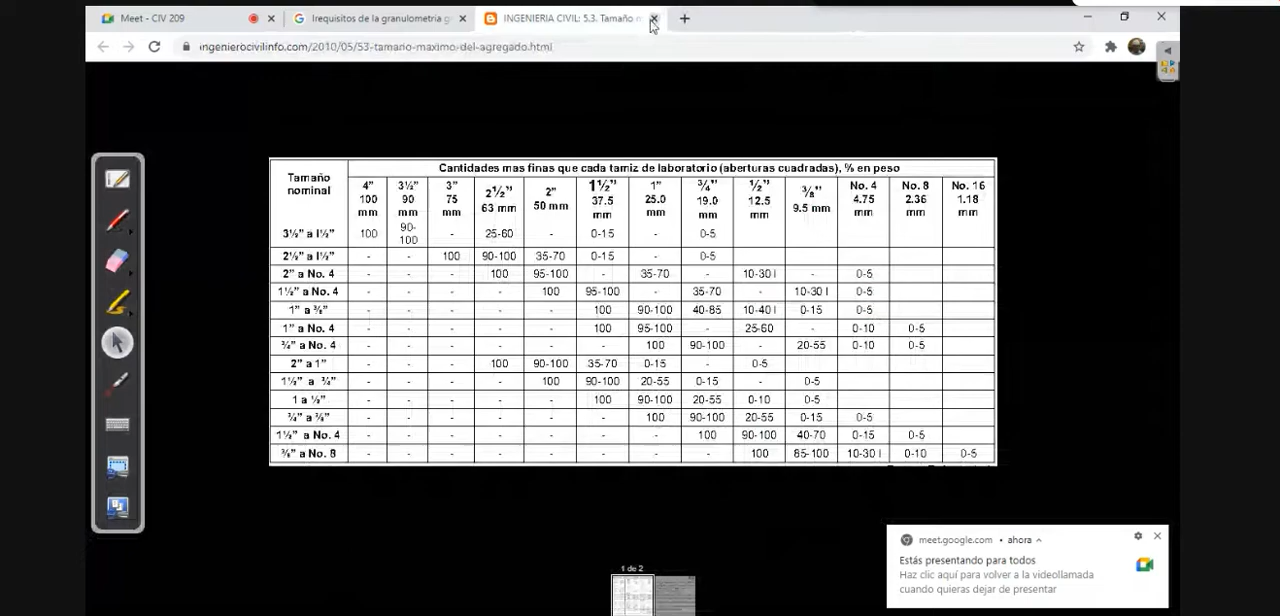 Meet - CIV 209
Irequisitos de la granulometría g
INGENIERIA CIVIL: 5.3. Tamaño n
ingenierocivilinfo.com/2010/05/53-tamano-maximo-del-agregado.html
Tamaño nominal Cantidades mas finas que cada tamiz de laboratorio (aberturas cuadradas), % en peso
4" 100 mm 3½" 90 mm 3" 75 mm 2½" 63 mm 2" 50 mm 1½" 37.5 mm 1" 25.0 mm ¾" 19.0 mm ½" 12.5 mm ⅜" 9.5 mm No. 4 4.75 mm No. 8 2.36 mm No. 16 1.18 mm
3½" a l½" 100 90-100 - 25-60 - 0-15 - 0-5
2½" a l½" - - 100 90-100 35-70 0-15 - 0-5
2" a No. 4 - - - 100 95-100 - 35-70 - 10-30 l - 0-5
1½" a No. 4 - - - - 100 95-100 - 35-70 - 10-30 l 0-5
1" a ⅜" - - - - - 100 90-100 40-85 10-40 l 0-15 0-5
1" a No. 4 - - - - - 100 95-100 - 25-60 - 0-10 0-5
¾" a No. 4 - - - - - - 100 90-100 - 20-55 0-10 0-5
2" a 1" - - - 100 90-100 35-70 0-15 - 0-5
1½" a ¾" - - - - 100 90-100 20-55 0-15 - 0-5
1 a ½" - - - - - 100 90-100 20-55 0-10 0-5
¾" a ⅜" - - - - - - 100 90-100 20-55 0-15 0-5
1½" a No. 4 - - - - - - - 100 90-100 40-70 0-15 0-5
⅜" a No. 8 - - - - - - - - 100 85-100 10-30 l 0-10 0-5
meet.google.com • ahora
Estás presentando para todos
Haz clic aquí para volver a la videollamada
cuando quieras dejar de presentar
1 de 2